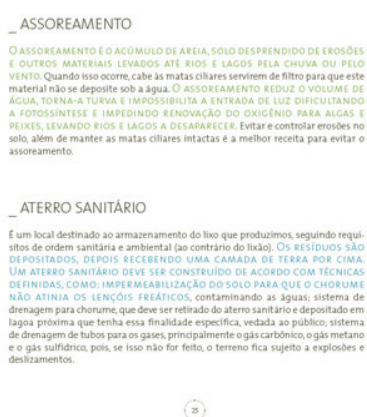 _ ASSOREAMENTO
O ASSOREAMENTO É O ACÚMULO DE AREIA, SOLO DESPRENDIDO DE EROSÕES
E OUTROS MATERIAIS LEVADOS ATÉ RIOS E LAGOS PELA CHUVA OU PELO
VENTO. Quando isso ocorre, cabe às matas ciliares servirem de filtro para que este
material não se deposite sob a água. O ASSOREAMENTO REDUZ O VOLUME DE
ÁGUA, TORNA-A TURVA E IMPOSSIBILITA A ENTRADA DE LUZ DIFICULTANDO
A FOTOSSÍNTESE E IMPEDINDO RENOVAÇÃO DO OXIGÊNIO PARA ALGAS E
PEIXES, LEVANDO RIOS E LAGOS A DESAPARECER. Evitar e controlar erosões no
solo, além de manter as matas ciliares intactas é a melhor receita para evitar o
assoreamento.
_ ATERRO SANITÁRIO
É um local destinado ao armazenamento do lixo que produzimos, seguindo requi-
sitos de ordem sanitária e ambiental (ao contrário do lixão). OS RESÍDUOS SÃO
DEPOSITADOS, DEPOIS RECEBENDO UMA CAMADA DE TERRA POR CIMA.
UM ATERRO SANITÁRIO DEVE SER CONSTRUÍDO DE ACORDO COM TÉCNICAS
DEFINIDAS, COMO: IMPERMEABILIZAÇÃO DO SOLO PARA QUE O CHORUME
NÃO ATINJA OS LENÇÓIS FREÁTICOS, contaminando as águas; sistema de
drenagem para chorume, que deve ser retirado do aterro sanitário e depositado em
lagoa próxima que tenha essa finalidade específica, vedada ao público; sistema
de drenagem de tubos para os gases, principalmente o gás carbônico, o gás metano
e o gás sulfídrico, pois, se isso não for feito, o terreno fica sujeito a explosões e
deslizamentos.
25